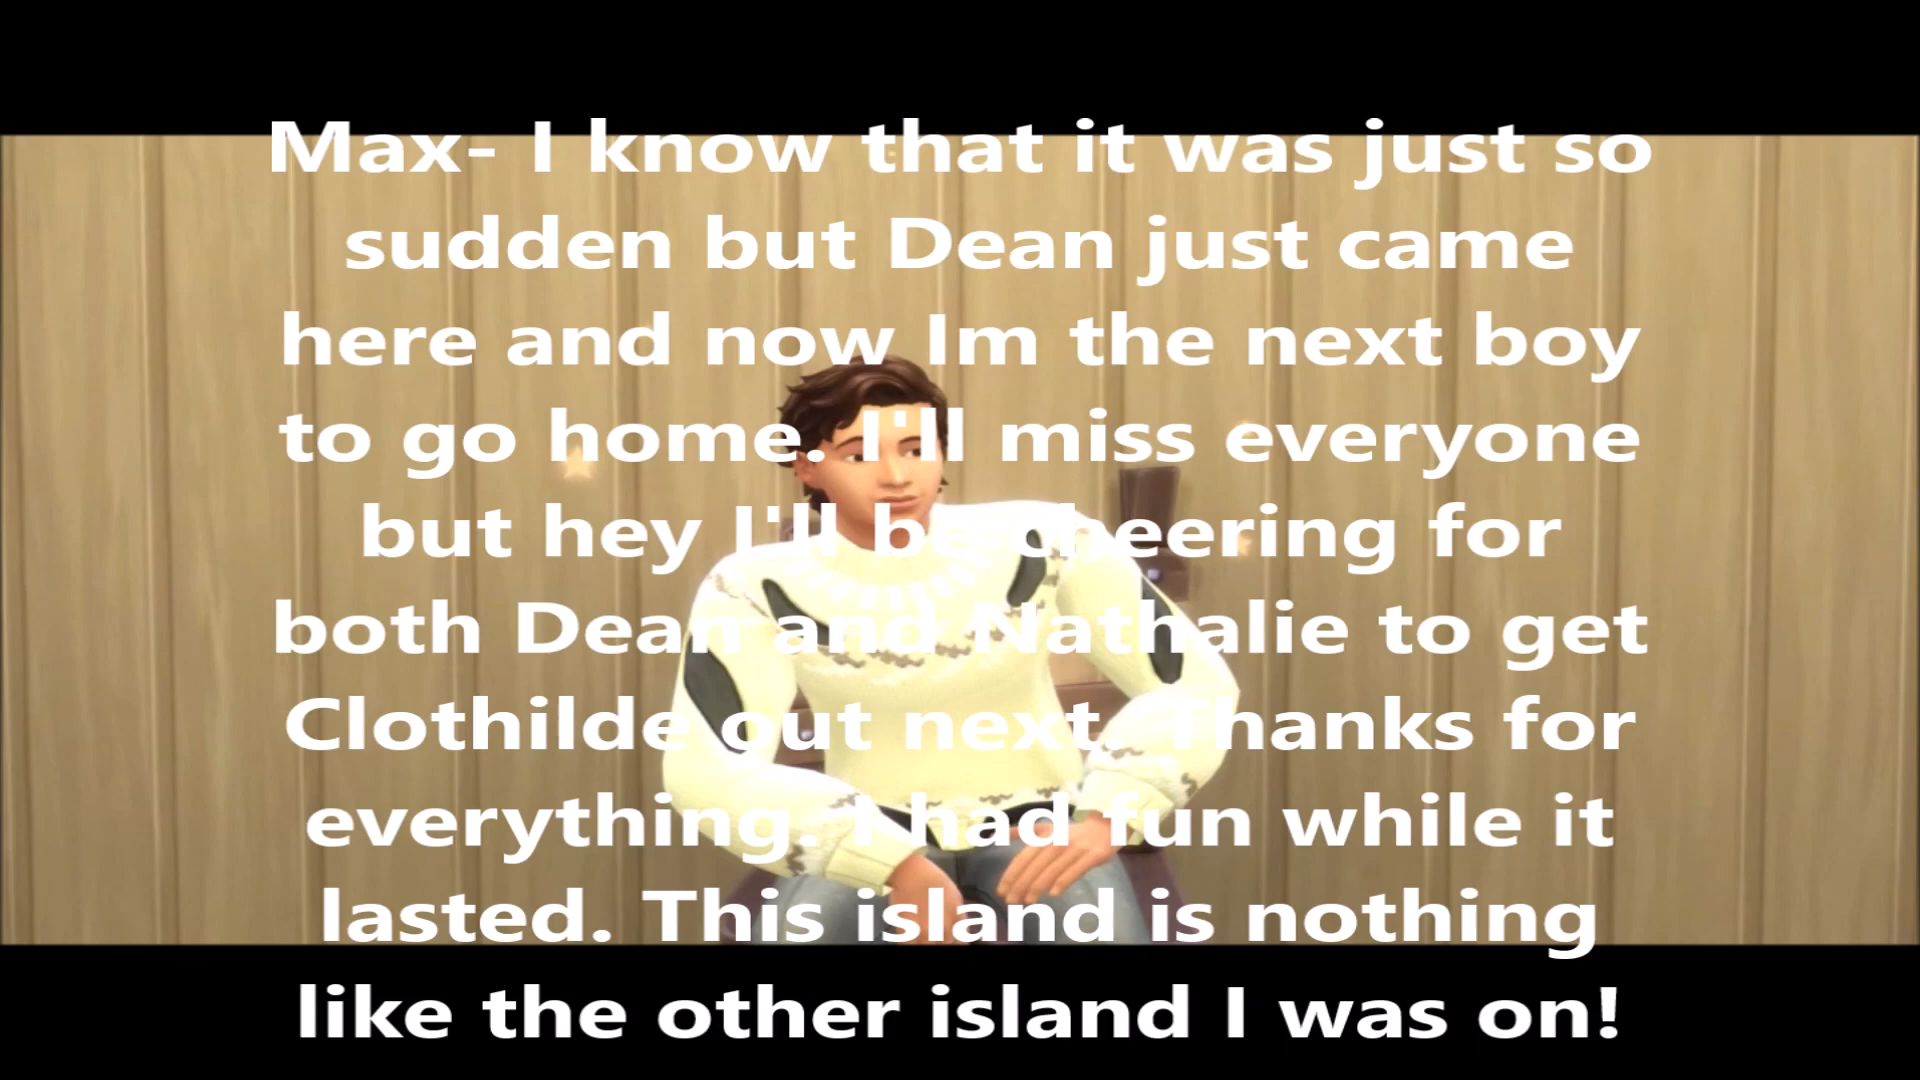 Max- I know that it was just so
sudden but Dean just came
here and now Im the next boy
to go home. I'll miss everyone
but hey I'll be cheering for
both Dean and Nathalie to get
Clothilde out next. Thanks for
everything. I had fun while it
lasted. This island is nothing
like the other island I was on!